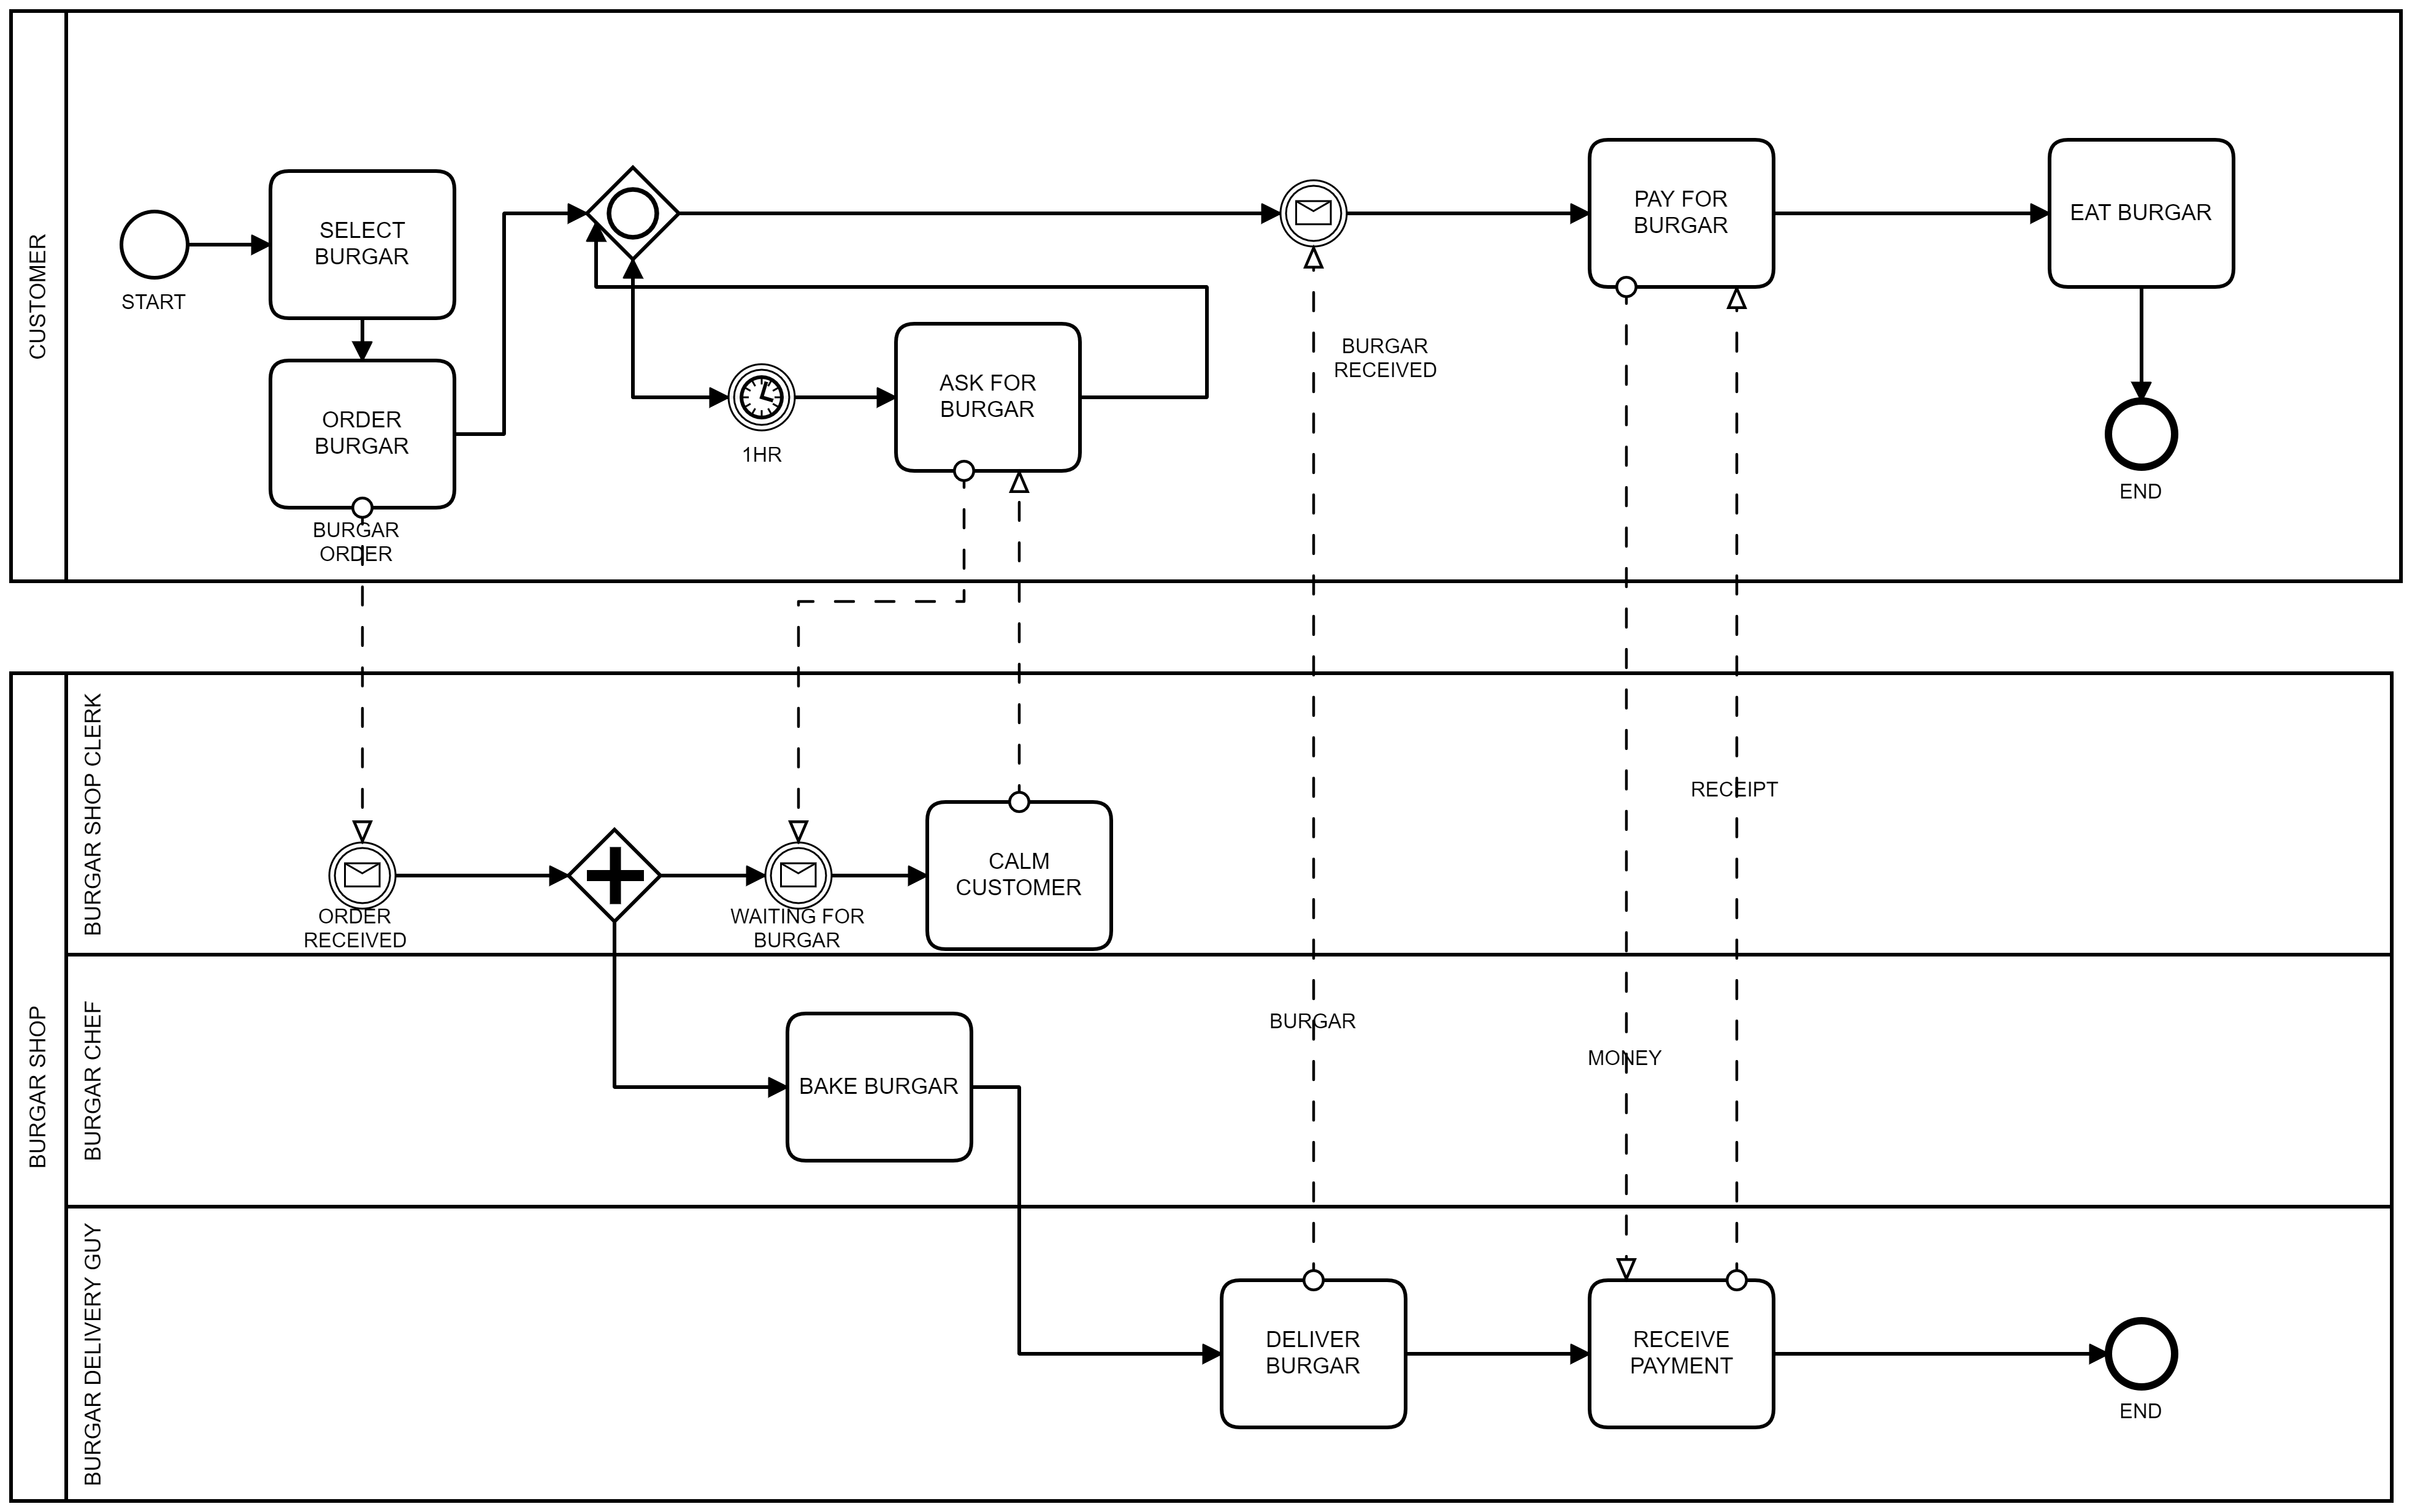 CUSTOMER
START
SELECT
BURGAR
ORDER
BURGAR
BURGAR
ORDER
1HR
ASK FOR
BURGAR
BURGAR
RECEIVED
PAY FOR
BURGAR
EAT BURGAR
END
BURGAR SHOP
BURGAR SHOP CLERK
ORDER
RECEIVED
WAITING FOR
BURGAR
CALM
CUSTOMER
RECEIPT
BURGAR CHEF
BAKE BURGAR
BURGAR
MONEY
BURGAR DELIVERY GUY
DELIVER
BURGAR
RECEIVE
PAYMENT
END